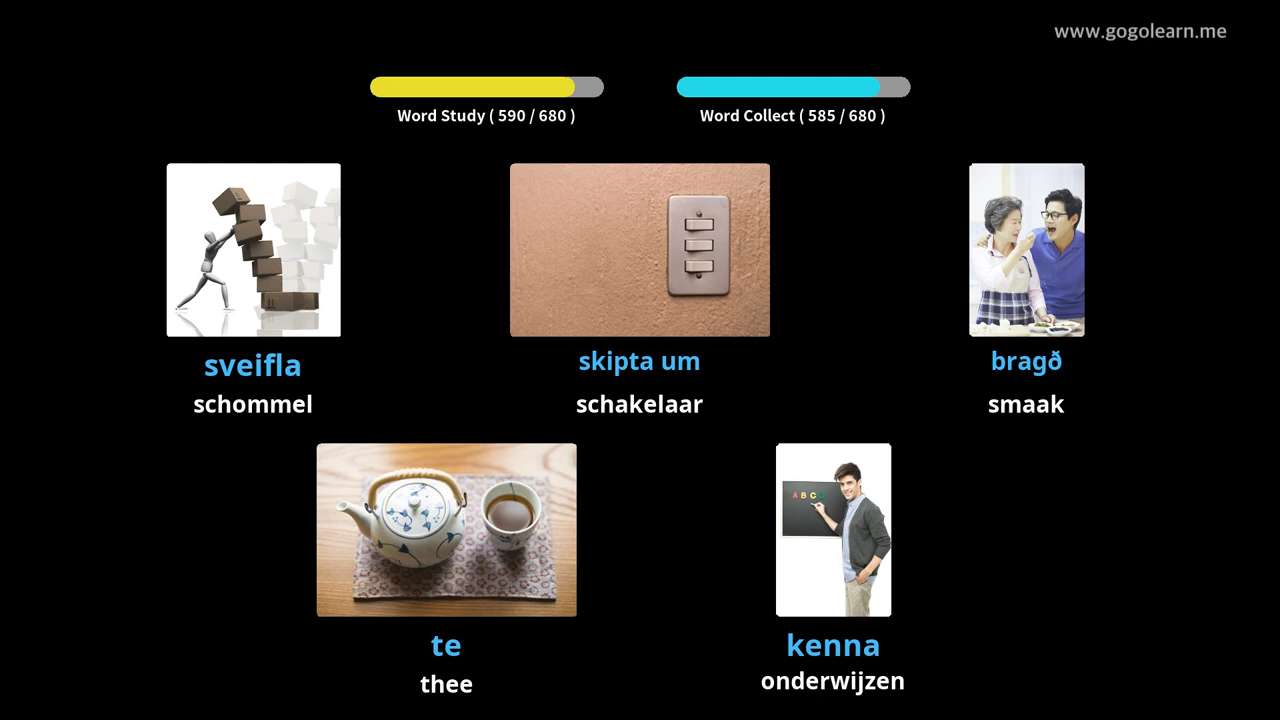 www.gogolearn.me
Word Study ( 590 / 680 )
Word Collect ( 585 / 680 )
sveifla
schommel
skipta um
schakelaar
bragð
smaak
A B C D
te
thee
kenna
onderwijzen